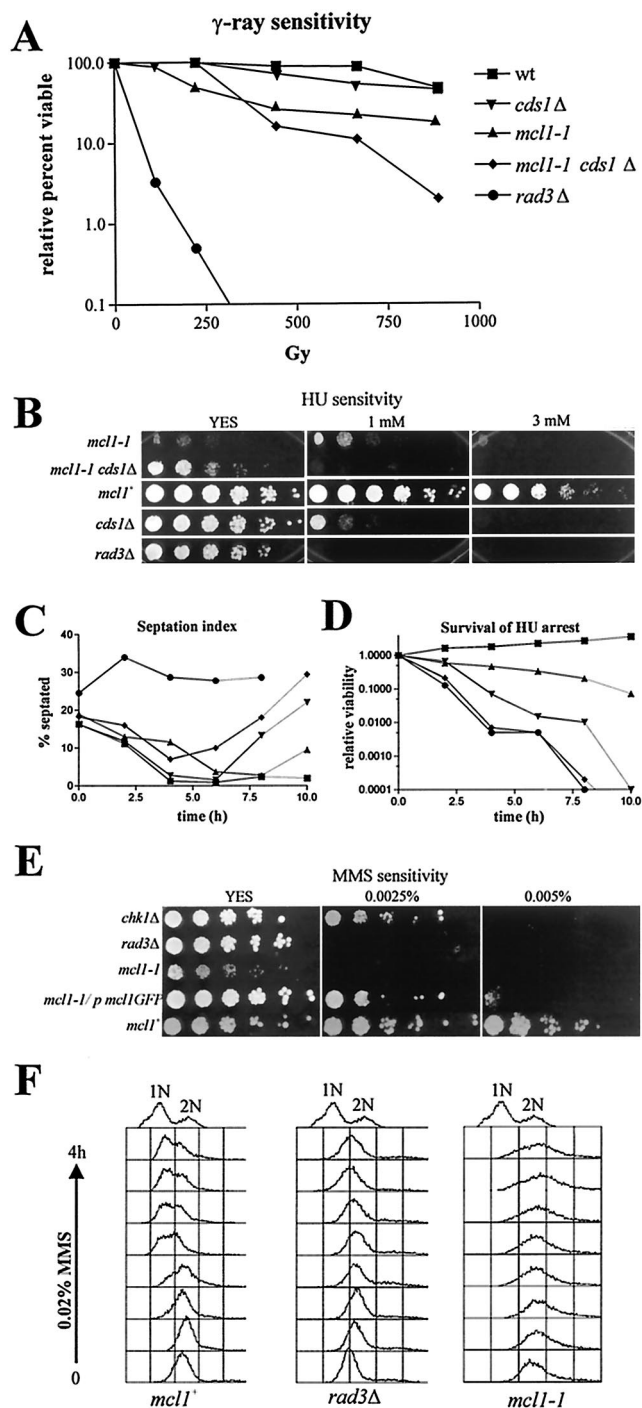 A
γ-ray sensitivity
relative percent viable
100.0
10.0
1.0
0.1
0
250
500
750
1000
Gy
wt
cds1Δ
mcl1-1
mcl1-1 cds1 Δ
rad3Δ
B
HU sensitvity
YES
1 mM
3 mM
mcl1-1
mcl1-1 cds1Δ
mcl1⁺
cds1Δ
rad3Δ
C
Septation index
% septated
40
30
20
10
0
0.0
2.5
5.0
7.5
10.0
time (h)
D
Survival of HU arrest
relative viability
1.0000
0.1000
0.0100
0.0010
0.0001
0.0
2.5
5.0
7.5
10.0
time (h)
E
MMS sensitivity
YES
0.0025%
0.005%
chk1Δ
rad3Δ
mcl1-1
mcl1-1/ p mcl1GFP
mcl1⁺
F
1N
2N
1N
2N
1N
2N
4h
0.02% MMS
0
mcl1⁺
rad3Δ
mcl1-1